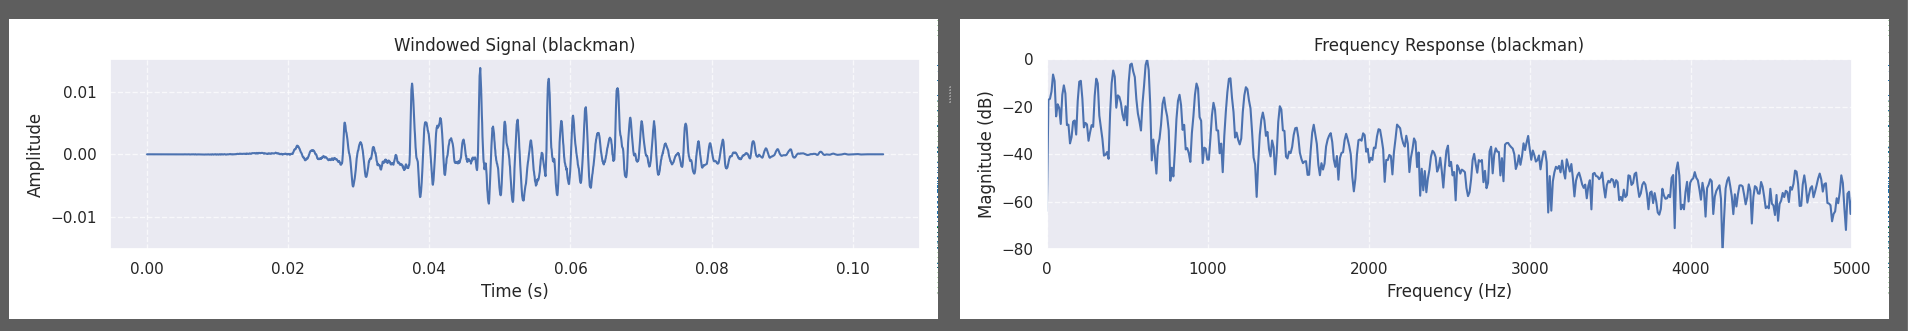 Windowed Signal (blackman)
0.01
0.00
−0.01
Amplitude
0.00 0.02 0.04 0.06 0.08 0.10
Time (s)
Frequency Response (blackman)
0
−20
−40
−60
−80
Magnitude (dB)
0 1000 2000 3000 4000 5000
Frequency (Hz)